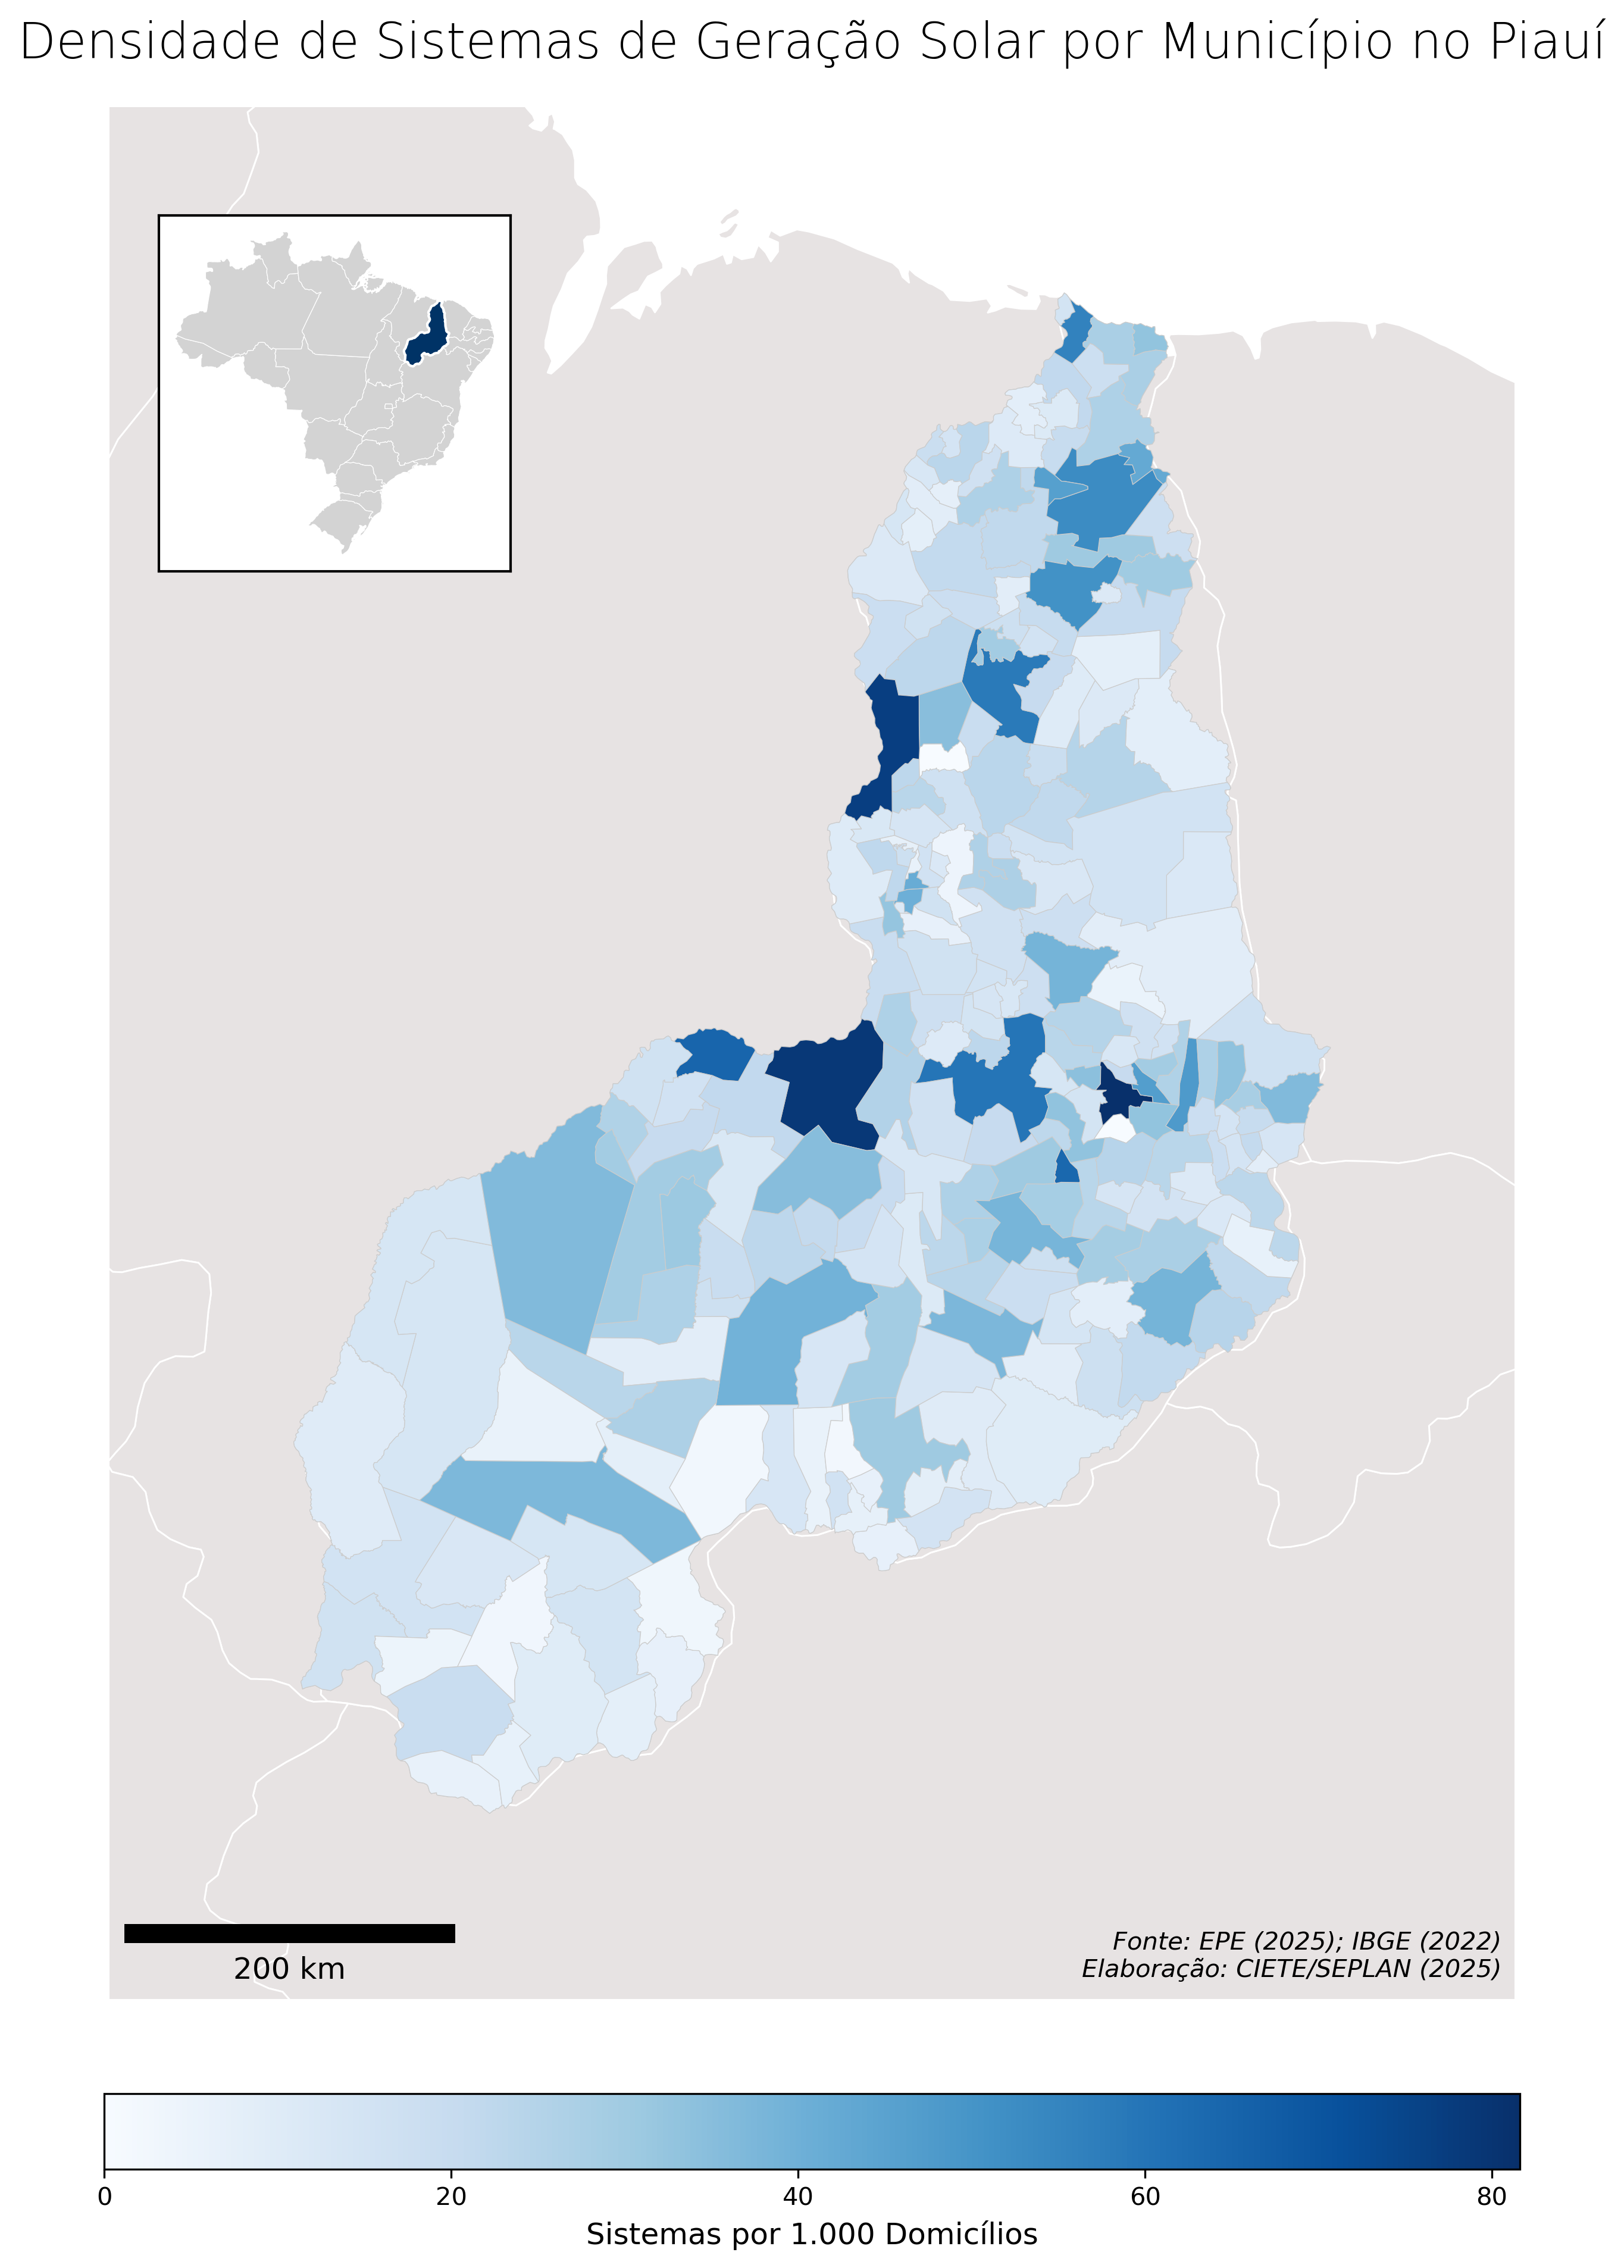 Densidade de Sistemas de Geração Solar por Município no Piauí
200 km
Fonte: EPE (2025); IBGE (2022)
Elaboração: CIETE/SEPLAN (2025)
0 20 40 60 80
Sistemas por 1.000 Domicílios